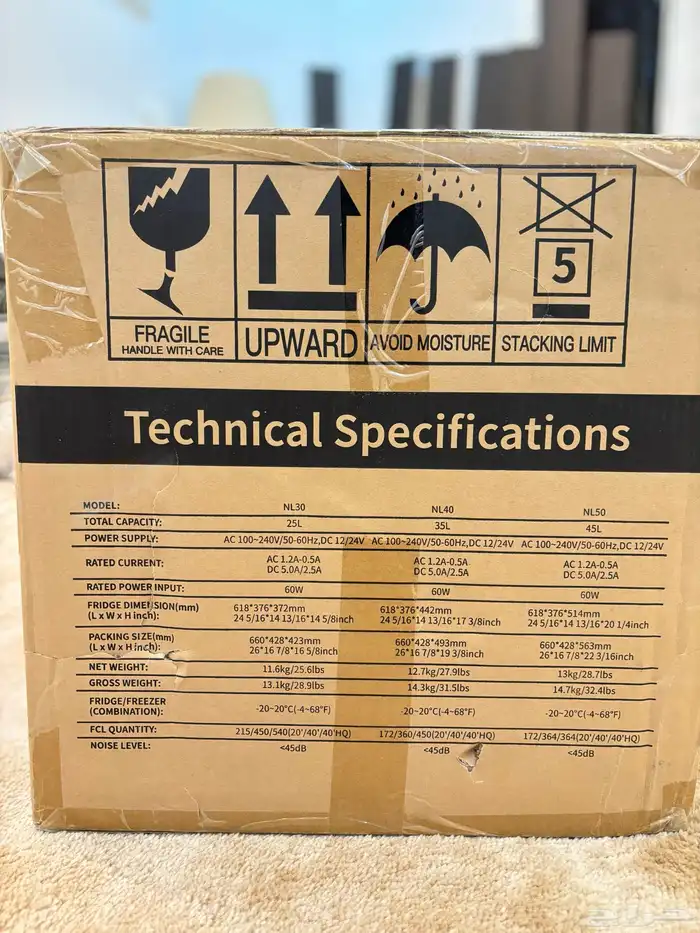 5
FRAGILE
HANDLE WITH CARE
UPWARD
AVOID MOISTURE
STACKING LIMIT
Technical Specifications
MODEL: NL30 NL40 NL50
TOTAL CAPACITY: 25L 35L 45L
POWER SUPPLY: AC 100~240V/50-60Hz,DC 12/24V AC 100~240V/50-60Hz,DC 12/24V AC 100~240V/50-60Hz,DC 12/24V
RATED CURRENT: AC 1.2A-0.5A AC 1.2A-0.5A AC 1.2A-0.5A
DC 5.0A/2.5A DC 5.0A/2.5A DC 5.0A/2.5A
RATED POWER INPUT: 60W 60W 60W
FRIDGE DIMENSION(mm) 618*376*372mm 618*376*442mm 618*376*514mm
(L x W x H inch): 24 5/16*14 13/16*14 5/8inch 24 5/16*14 13/16*17 3/8inch 24 5/16*14 13/16*20 1/4inch
PACKING SIZE(mm) 660*428*423mm 660*428*493mm 660*428*563mm
(L x W x H inch): 26*16 7/8*16 5/8inch 26*16 7/8*19 3/8inch 26*16 7/8*22 3/16inch
NET WEIGHT: 11.6kg/25.6lbs 12.7kg/27.9lbs 13kg/28.7lbs
GROSS WEIGHT: 13.1kg/28.9lbs 14.3kg/31.5lbs 14.7kg/32.4lbs
FRIDGE/FREEZER
(COMBINATION): -20~20°C(-4~68°F) -20~20°C(-4~68°F) -20~20°C(-4~68°F)
FCL QUANTITY: 215/450/540(20'/40'/40'HQ) 172/360/450(20'/40'/40'HQ) 172/364/364(20'/40'/40'HQ)
NOISE LEVEL: <45dB <45dB <45dB